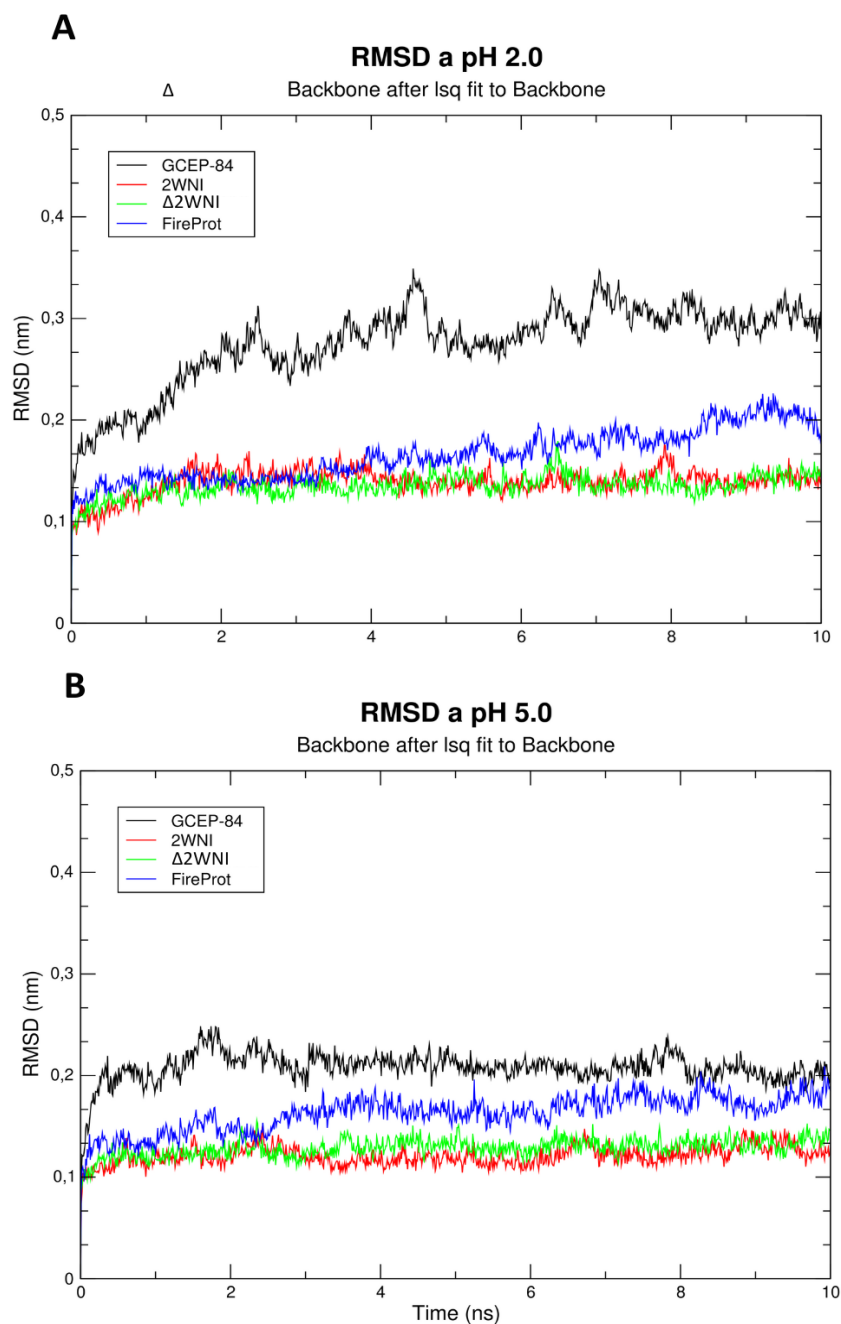 A
RMSD a pH 2.0
Δ Backbone after lsq fit to Backbone
0,5
0,4
0,3
0,2
0,1
0
RMSD (nm)
GCEP-84
2WNI
Δ2WNI
FireProt
0 2 4 6 8 10
B
RMSD a pH 5.0
Backbone after lsq fit to Backbone
0,5
0,4
0,3
0,2
0,1
0
RMSD (nm)
GCEP-84
2WNI
Δ2WNI
FireProt
0 2 4 6 8 10
Time (ns)